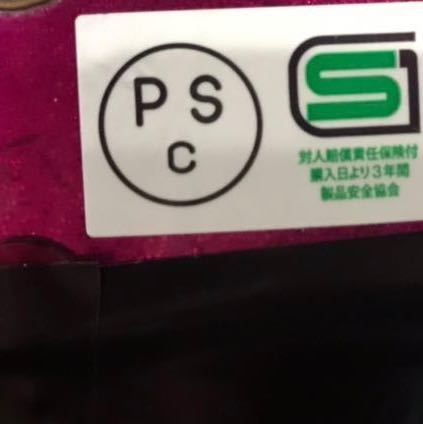 PS
C
SG
対人賠償責任保険付
購入日より3年間
製品安全協会